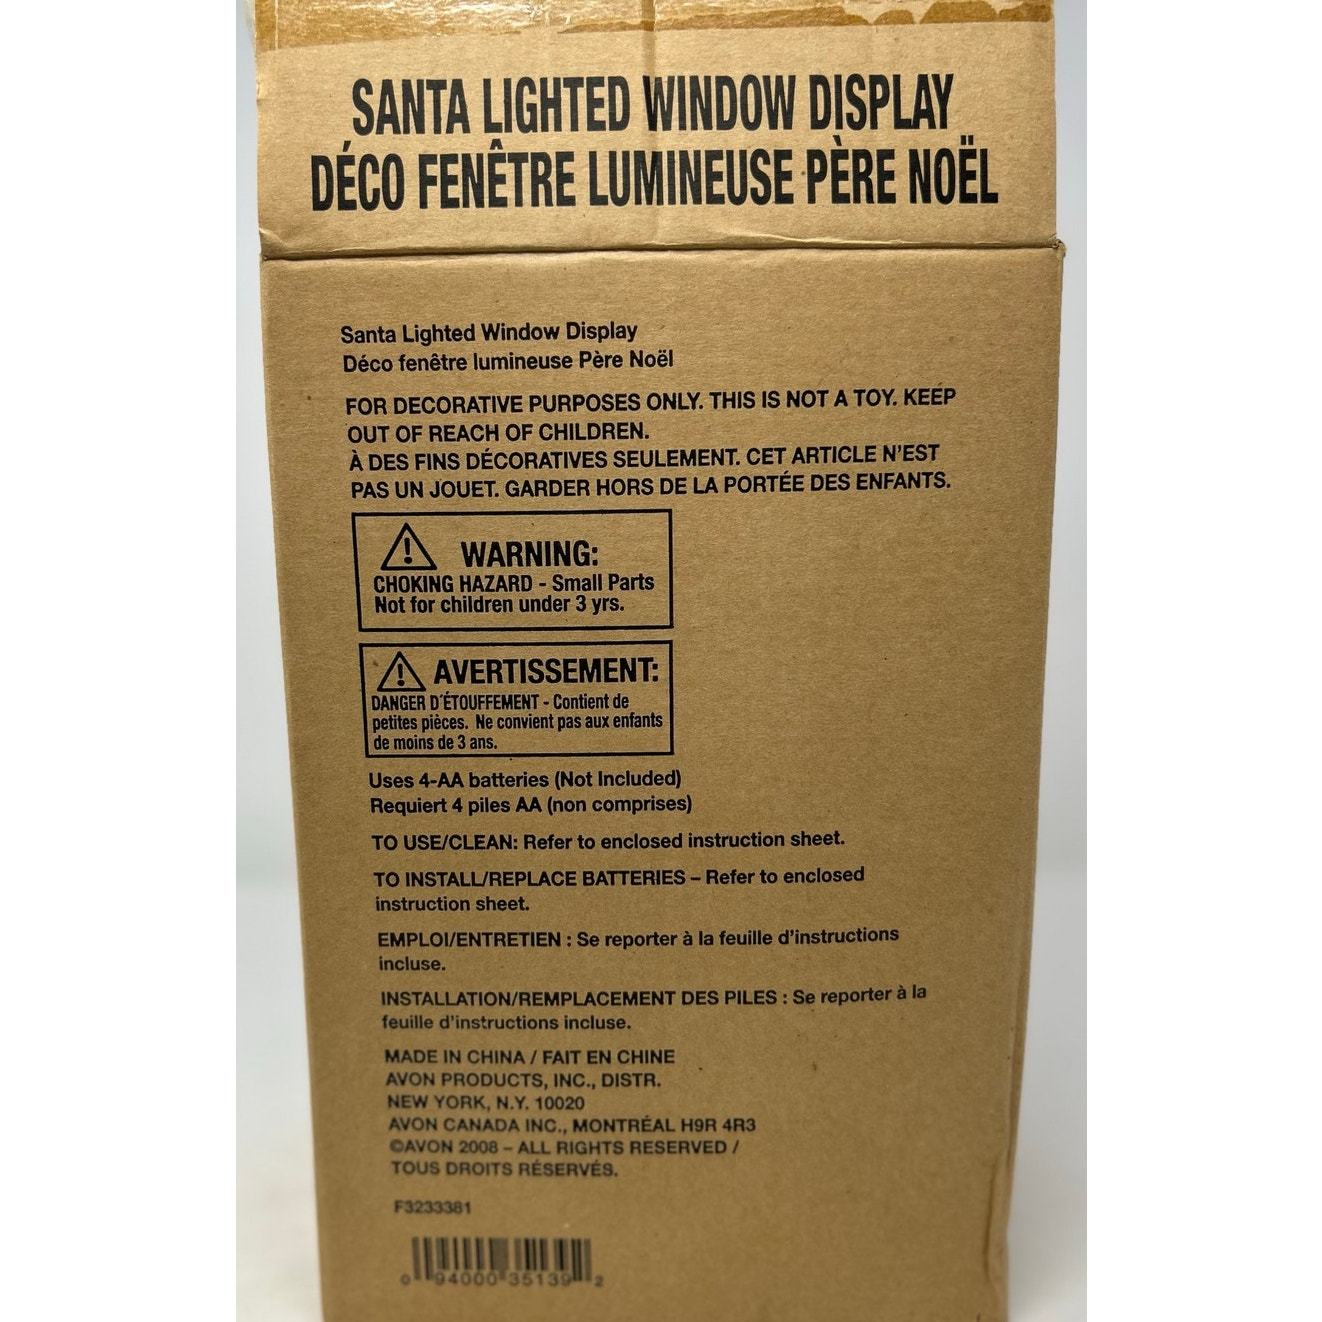 SANTA LIGHTED WINDOW DISPLAY
DÉCO FENÊTRE LUMINEUSE PÈRE NOËL
Santa Lighted Window Display
Déco fenêtre lumineuse Père Noël
FOR DECORATIVE PURPOSES ONLY. THIS IS NOT A TOY. KEEP
OUT OF REACH OF CHILDREN.
À DES FINS DÉCORATIVES SEULEMENT. CET ARTICLE N'EST
PAS UN JOUET. GARDER HORS DE LA PORTÉE DES ENFANTS.
WARNING:
CHOKING HAZARD - Small Parts
Not for children under 3 yrs.
AVERTISSEMENT:
DANGER D'ÉTOUFFEMENT - Contient de
petites pièces. Ne convient pas aux enfants
de moins de 3 ans.
Uses 4-AA batteries (Not Included)
Requiert 4 piles AA (non comprises)
TO USE/CLEAN: Refer to enclosed instruction sheet.
TO INSTALL/REPLACE BATTERIES – Refer to enclosed
instruction sheet.
EMPLOI/ENTRETIEN : Se reporter à la feuille d'instructions
incluse.
INSTALLATION/REMPLACEMENT DES PILES : Se reporter à la
feuille d'instructions incluse.
MADE IN CHINA / FAIT EN CHINE
AVON PRODUCTS, INC., DISTR.
NEW YORK, N.Y. 10020
AVON CANADA INC., MONTRÉAL H9R 4R3
©AVON 2008 – ALL RIGHTS RESERVED /
TOUS DROITS RÉSERVÉS.
F3233381
0 94000 35139 2